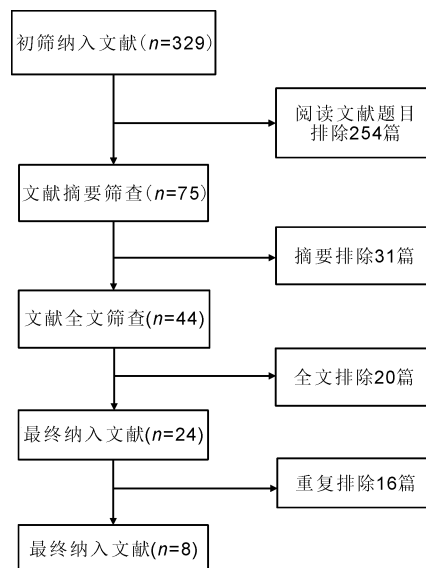 初筛纳入文献(n=329)
阅读文献题目
排除254篇
文献摘要筛查(n=75)
摘要排除31篇
文献全文筛查(n=44)
全文排除20篇
最终纳入文献(n=24)
重复排除16篇
最终纳入文献(n=8)